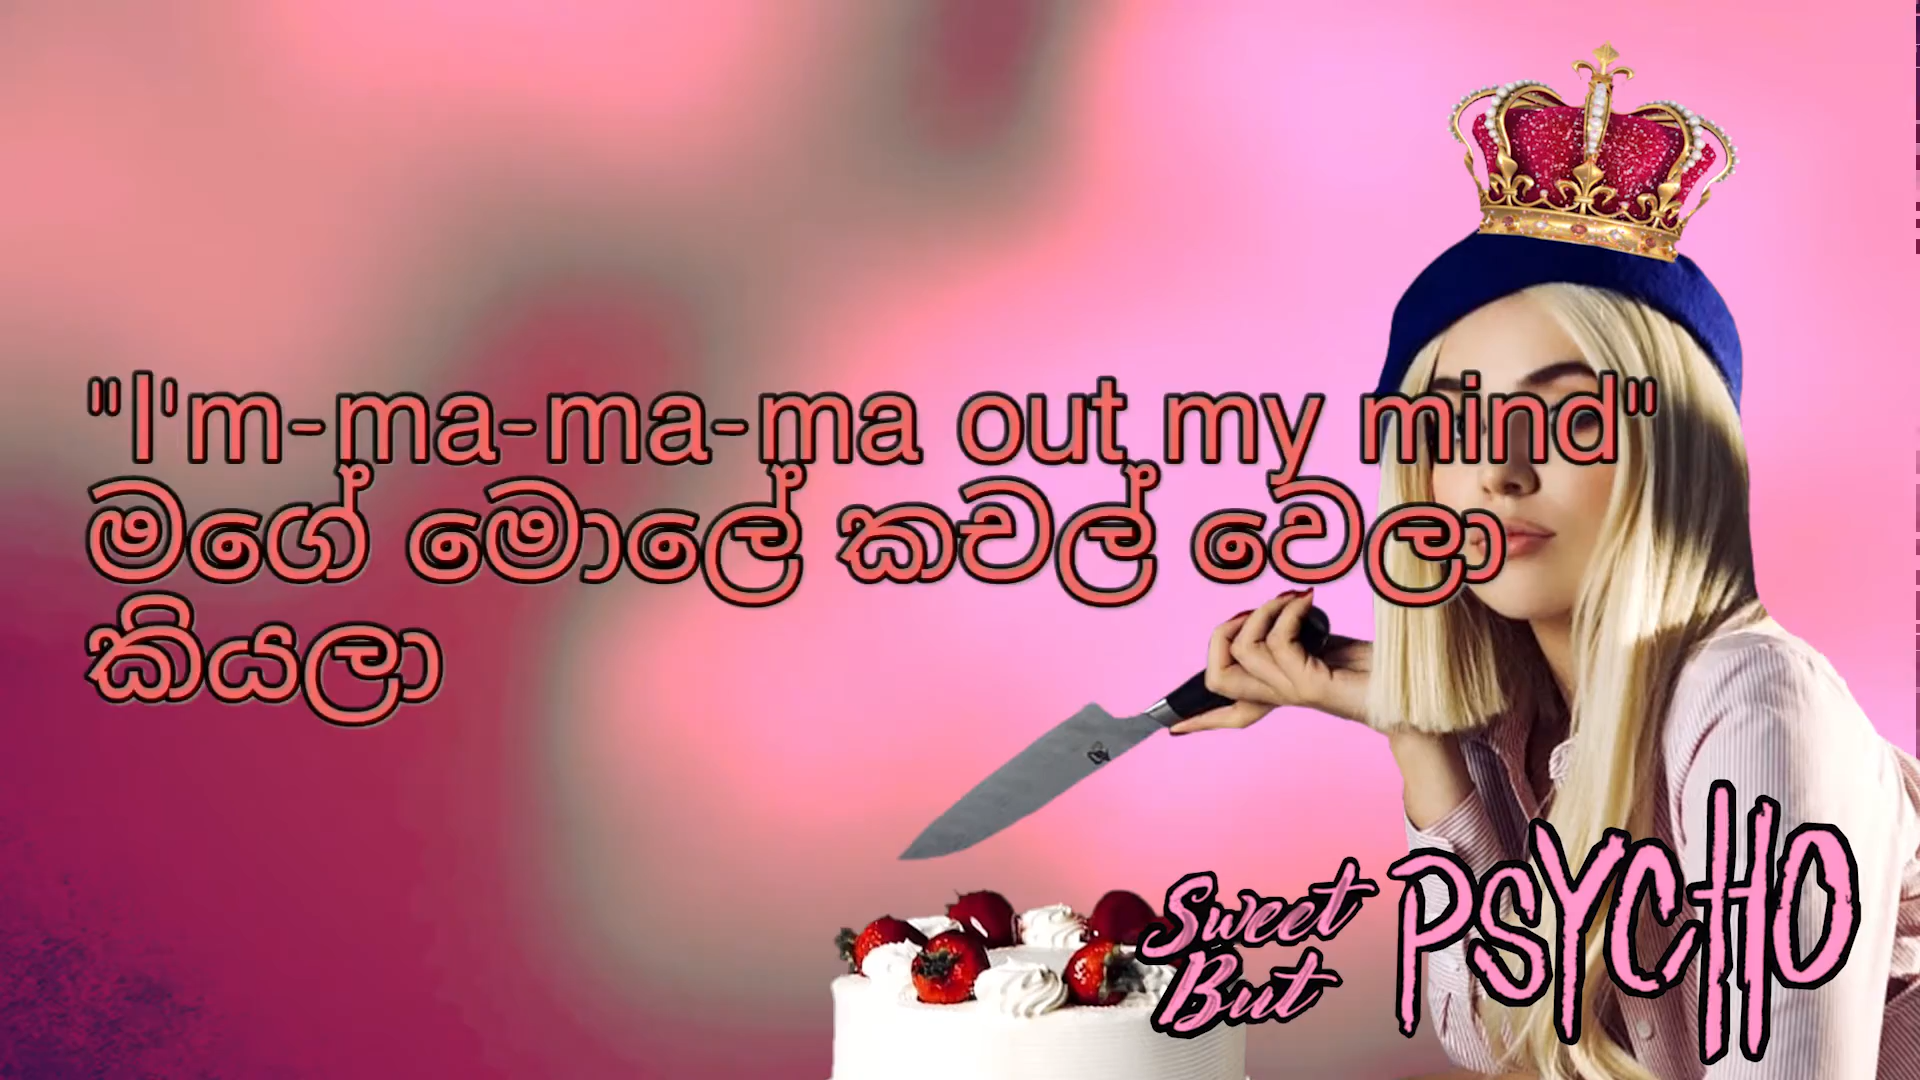 "I'm-ma-ma-ma out my mind"
මගේ මොලේ කචල් වෙලා
කියලා
Sweet
But
PSYCHO